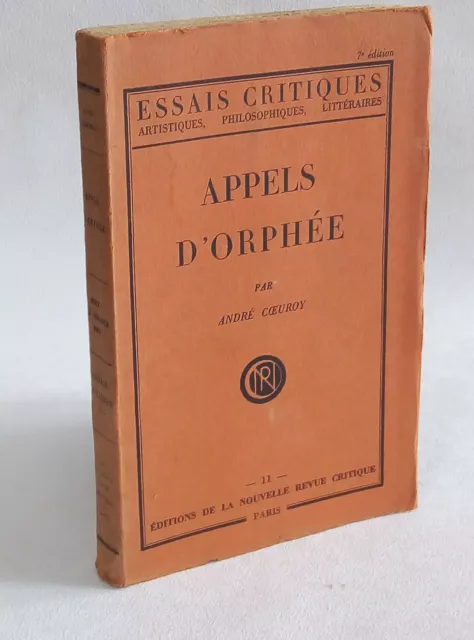 7e édition
ESSAIS CRITIQUES
ARTISTIQUES, PHILOSOPHIQUES, LITTÉRAIRES
APPELS
D'ORPHÉE
PAR
ANDRÉ CŒUROY
— 11 —
ÉDITIONS DE LA NOUVELLE REVUE CRITIQUE
PARIS